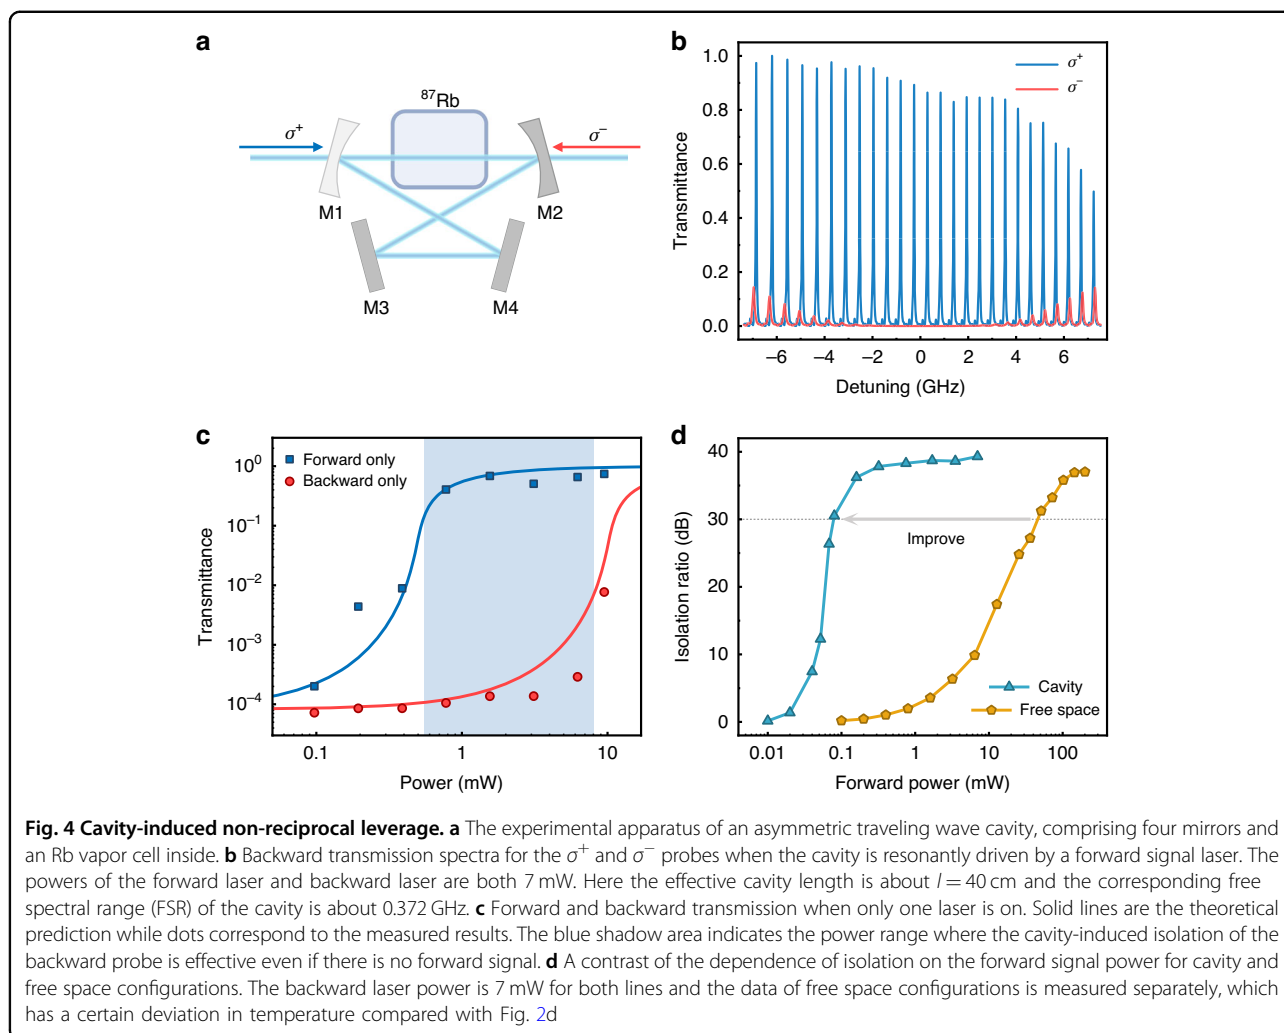 a
⁸⁷Rb
σ⁺
σ⁻
M1
M2
M3
M4
b
σ⁺
σ⁻
Transmittance
1.0
0.8
0.6
0.4
0.2
0.0
−6 −4 −2 0 2 4 6
Detuning (GHz)
c
Forward only
Backward only
Transmittance
10⁰
10⁻¹
10⁻²
10⁻³
10⁻⁴
0.1 1 10
Power (mW)
d
Isolation ratio (dB)
40
30
20
10
0
Improve
Cavity
Free space
0.01 0.1 1 10 100
Forward power (mW)
Fig. 4 Cavity-induced non-reciprocal leverage. a The experimental apparatus of an asymmetric traveling wave cavity, comprising four mirrors and
an Rb vapor cell inside. b Backward transmission spectra for the σ⁺ and σ⁻ probes when the cavity is resonantly driven by a forward signal laser. The
powers of the forward laser and backward laser are both 7 mW. Here the effective cavity length is about l = 40 cm and the corresponding free
spectral range (FSR) of the cavity is about 0.372 GHz. c Forward and backward transmission when only one laser is on. Solid lines are the theoretical
prediction while dots correspond to the measured results. The blue shadow area indicates the power range where the cavity-induced isolation of the
backward probe is effective even if there is no forward signal. d A contrast of the dependence of isolation on the forward signal power for cavity and
free space configurations. The backward laser power is 7 mW for both lines and the data of free space configurations is measured separately, which
has a certain deviation in temperature compared with Fig. 2d